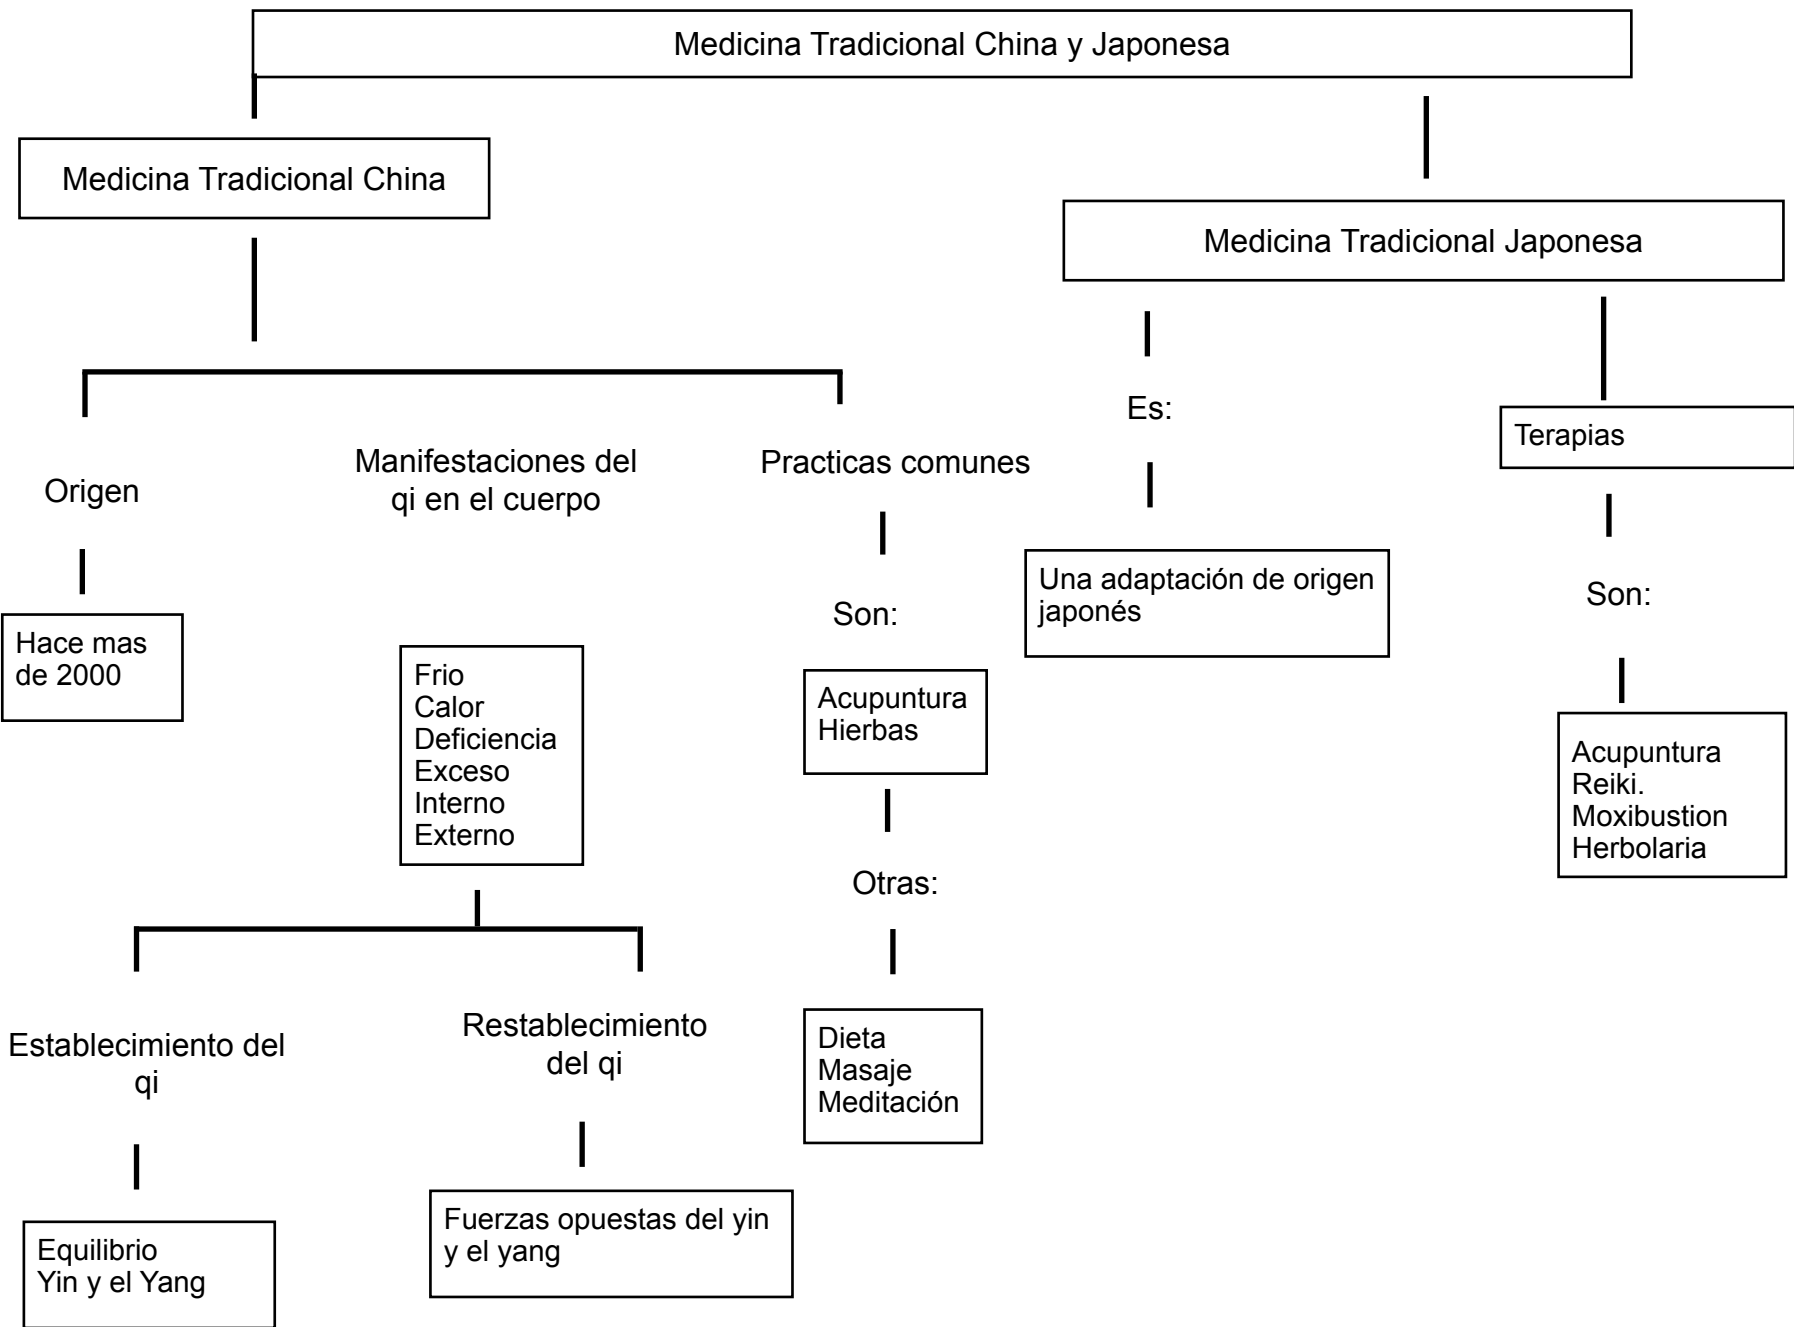 Medicina Tradicional China y Japonesa
Medicina Tradicional China
Medicina Tradicional Japonesa
Origen
Hace mas
de 2000
Manifestaciones del
qi en el cuerpo
Frio
Calor
Deficiencia
Exceso
Interno
Externo
Establecimiento del
qi
Equilibrio
Yin y el Yang
Restablecimiento
del qi
Fuerzas opuestas del yin
y el yang
Practicas comunes
Son:
Acupuntura
Hierbas
Otras:
Dieta
Masaje
Meditación
Es:
Una adaptación de origen
japonés
Terapias
Son:
Acupuntura
Reiki.
Moxibustion
Herbolaria